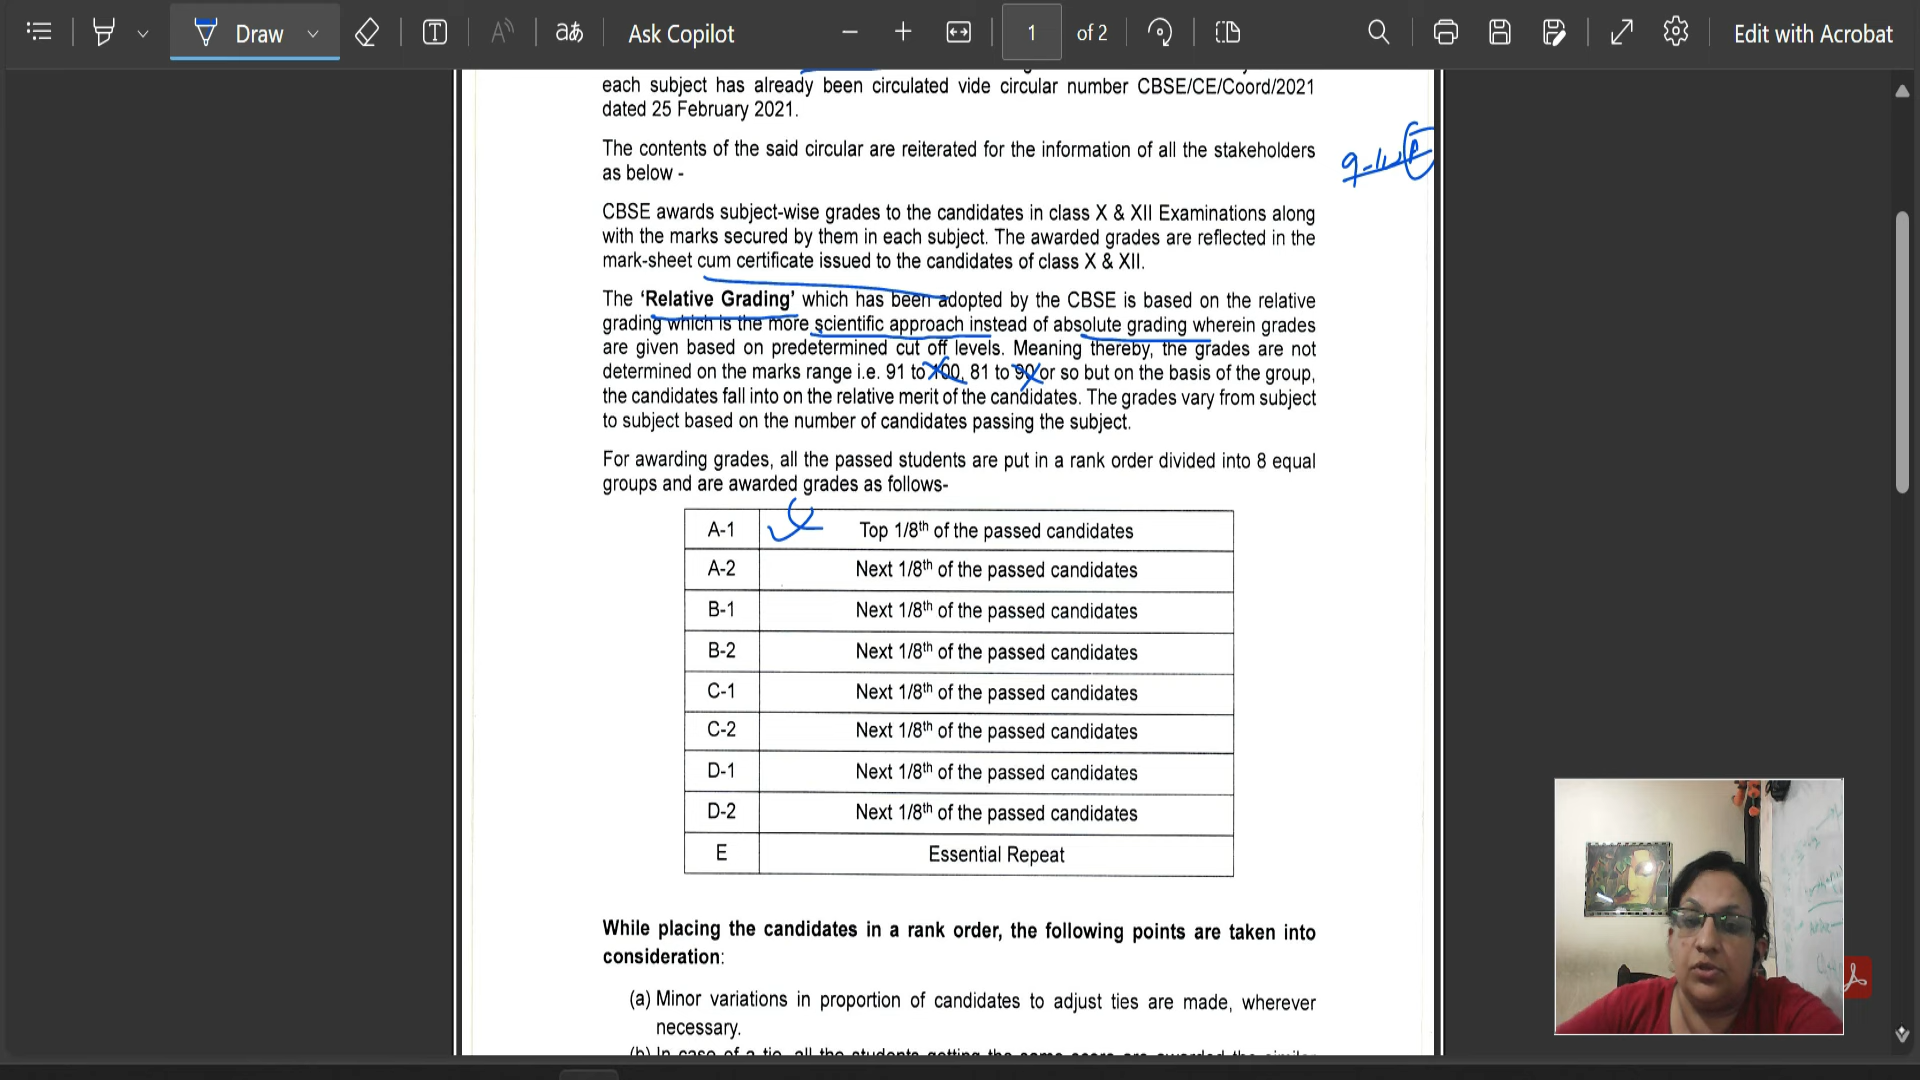 Draw
Ask Copilot
1
of 2
Edit with Acrobat
each subject has already been circulated vide circular number CBSE/CE/Coord/2021
dated 25 February 2021.
The contents of the said circular are reiterated for the information of all the stakeholders
as below -
CBSE awards subject-wise grades to the candidates in class X & XII Examinations along
with the marks secured by them in each subject. The awarded grades are reflected in the
mark-sheet cum certificate issued to the candidates of class X & XII.
The ‘Relative Grading’ which has been adopted by the CBSE is based on the relative
grading which is the more scientific approach instead of absolute grading wherein grades
are given based on predetermined cut off levels. Meaning thereby, the grades are not
determined on the marks range i.e. 91 to 100, 81 to 90 or so but on the basis of the group,
the candidates fall into on the relative merit of the candidates. The grades vary from subject
to subject based on the number of candidates passing the subject.
For awarding grades, all the passed students are put in a rank order divided into 8 equal
groups and are awarded grades as follows-
A-1 Top 1/8th of the passed candidates
A-2 Next 1/8th of the passed candidates
B-1 Next 1/8th of the passed candidates
B-2 Next 1/8th of the passed candidates
C-1 Next 1/8th of the passed candidates
C-2 Next 1/8th of the passed candidates
D-1 Next 1/8th of the passed candidates
D-2 Next 1/8th of the passed candidates
E Essential Repeat
While placing the candidates in a rank order, the following points are taken into
consideration:
(a) Minor variations in proportion of candidates to adjust ties are made, wherever
necessary.
(b) In case of a tie, all the students getting the same score are awarded the similar